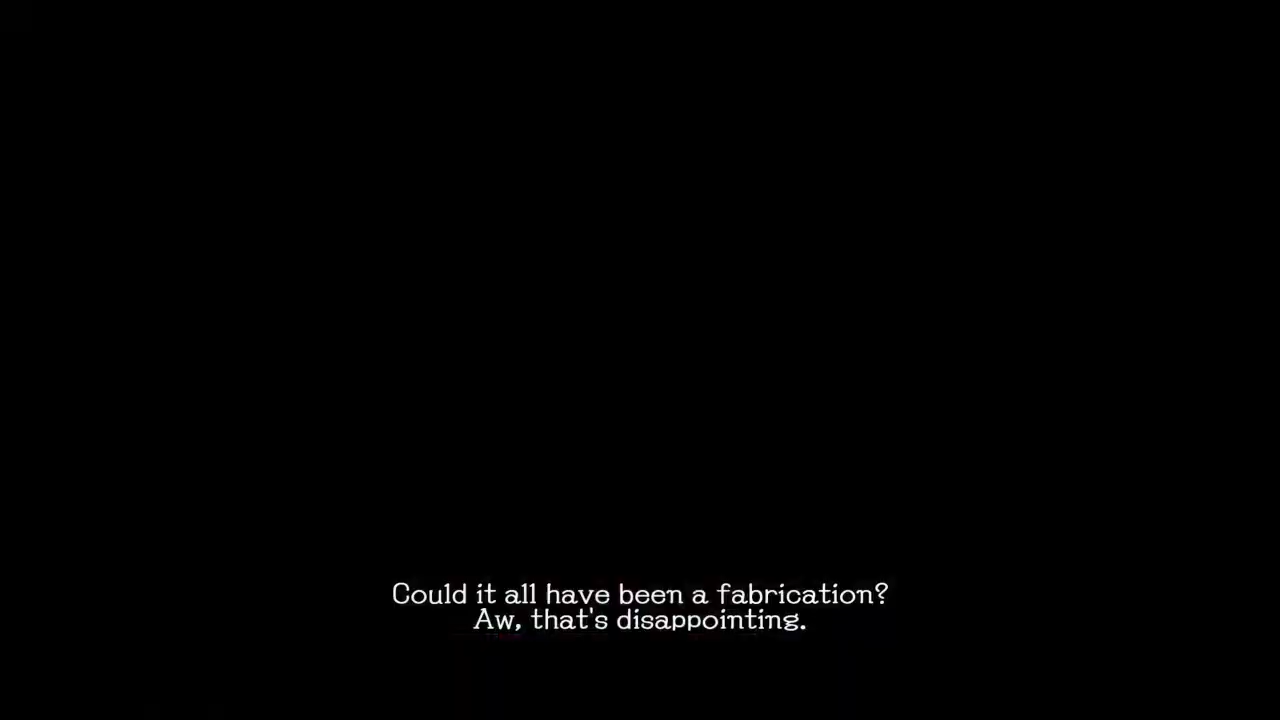 Could it all have been a fabrication?
Aw, that's disappointing.